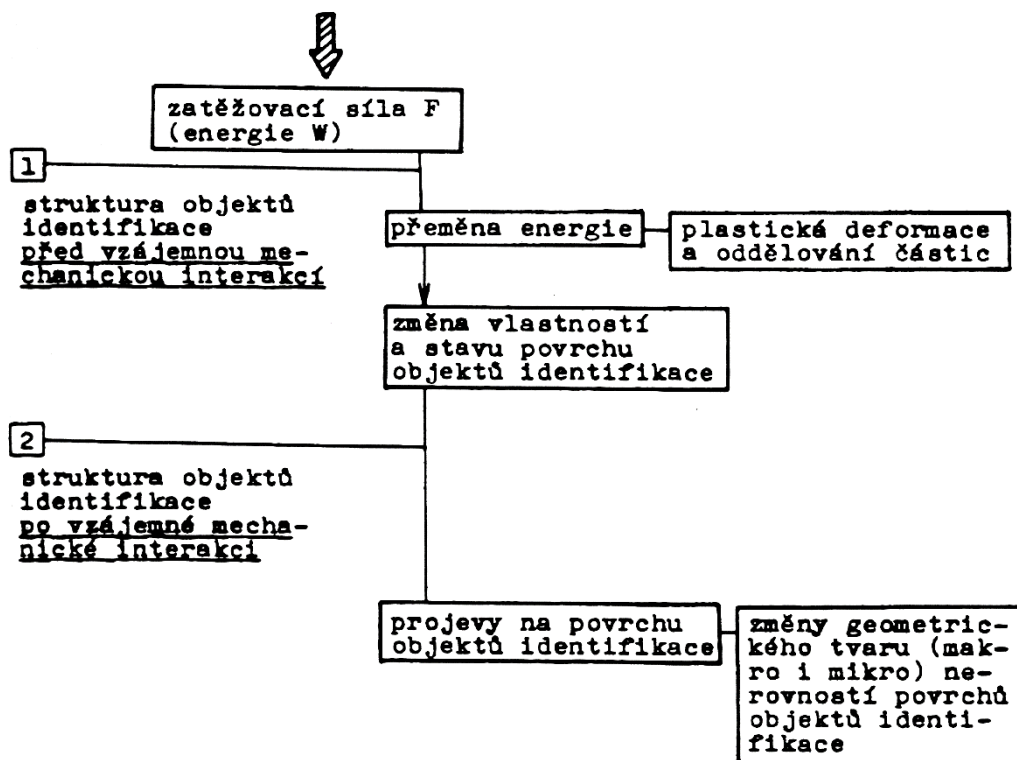 zatěžovací síla F
(energie W)
1
struktura objektů
identifikace
před vzájemnou me-
chanickou interakcí
přeměna energie
plastická deformace
a oddělování částic
změna vlastností
a stavu povrchu
objektů identifikace
2
struktura objektů
identifikace
po vzájemné mecha-
nické interakci
projevy na povrchu
objektů identifikace
změny geometric-
kého tvaru (mak-
ro i mikro) ne-
rovností povrchů
objektů identi-
fikace